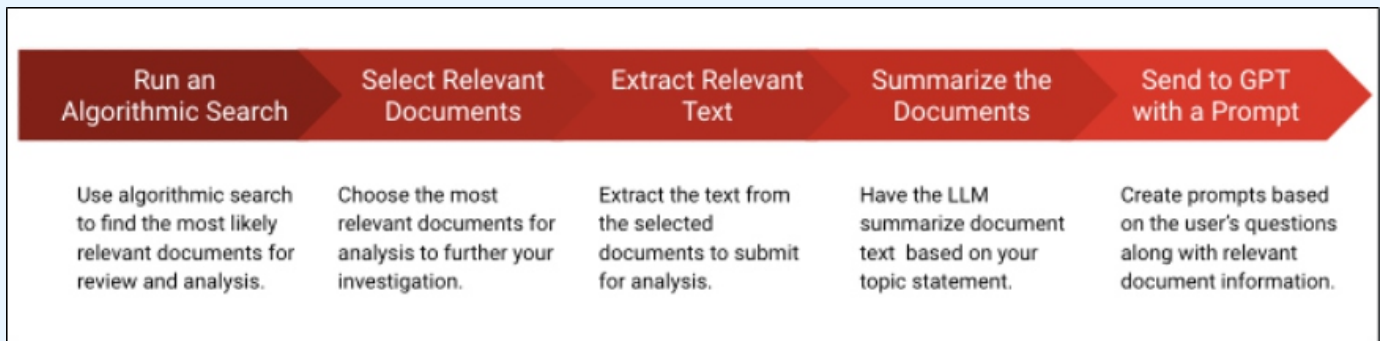 Run an
Algorithmic Search
Select Relevant
Documents
Extract Relevant
Text
Summarize the
Documents
Send to GPT
with a Prompt
Use algorithmic search
to find the most likely
relevant documents for
review and analysis.
Choose the most
relevant documents for
analysis to further your
investigation.
Extract the text from
the selected
documents to submit
for analysis.
Have the LLM
summarize document
text based on your
topic statement.
Create prompts based
on the user's questions
along with relevant
document information.